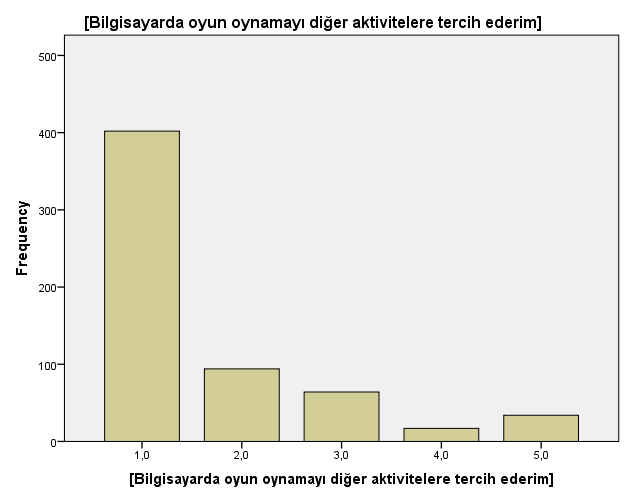 [Bilgisayarda oyun oynamayı diğer aktivitelere tercih ederim]
500
400
300
200
100
0
Frequency
1,0 2,0 3,0 4,0 5,0
[Bilgisayarda oyun oynamayı diğer aktivitelere tercih ederim]